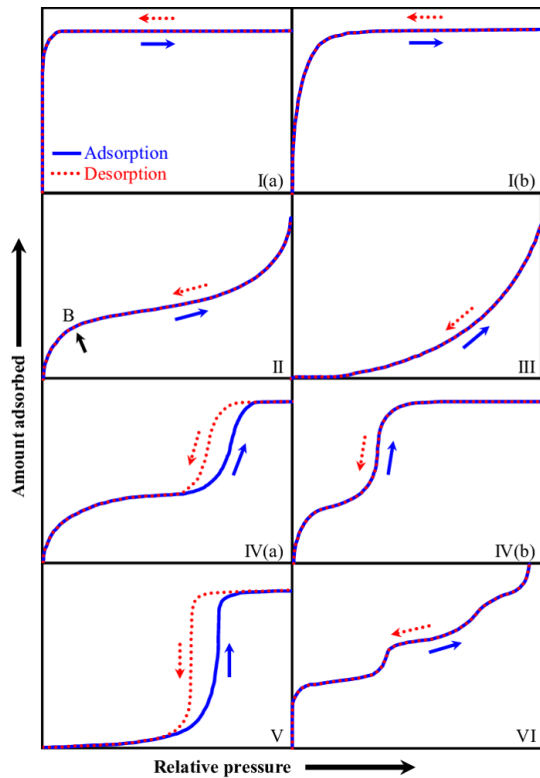 Adsorption
Desorption
I(a)
I(b)
B
II
III
IV(a)
IV(b)
V
VI
Amount adsorbed
Relative pressure